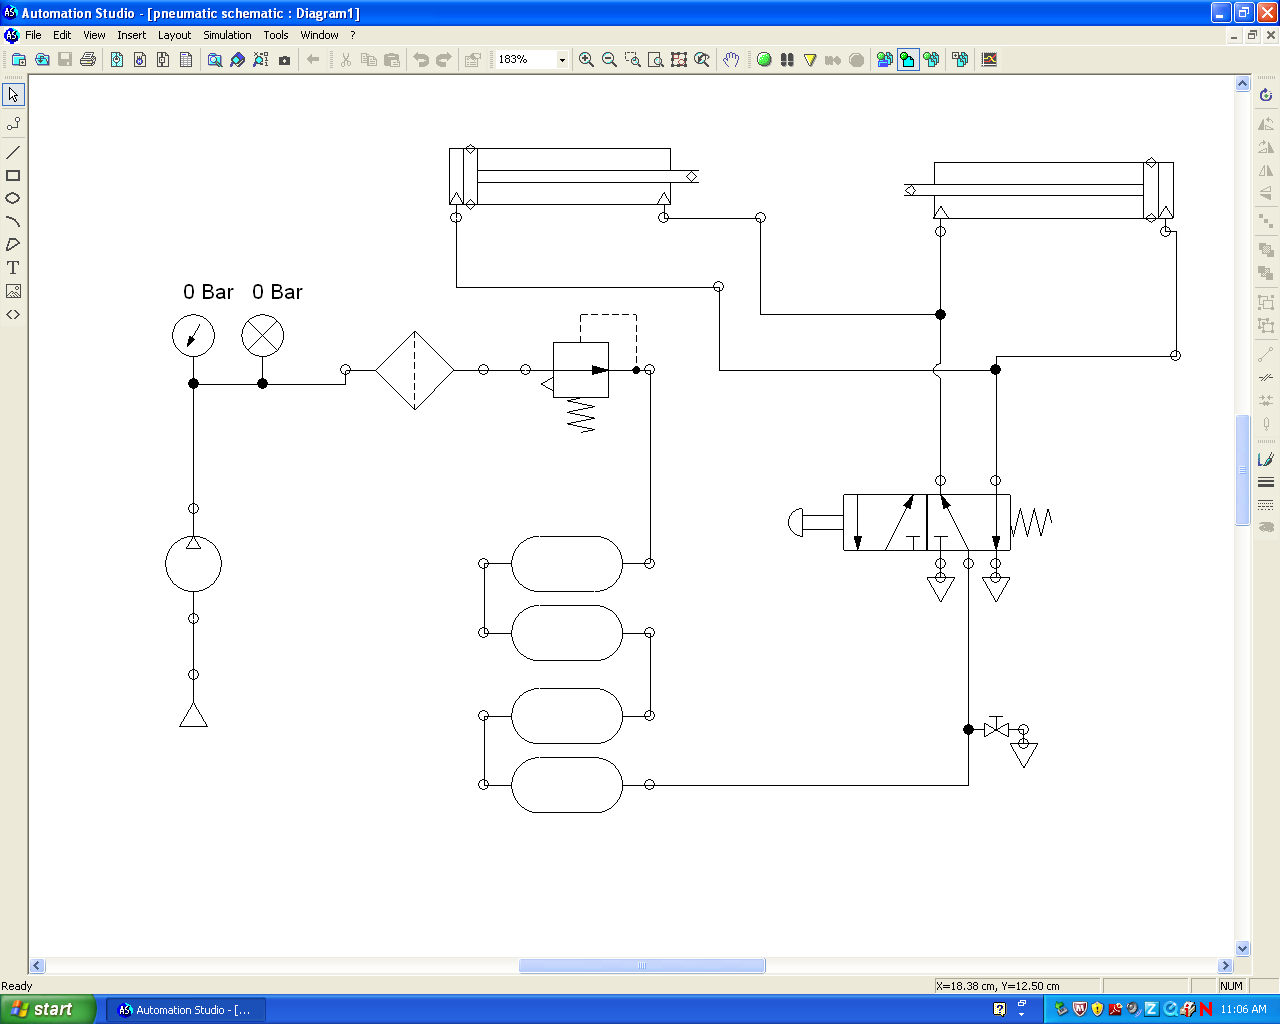 Automation Studio - [pneumatic schematic : Diagram1]
File Edit View Insert Layout Simulation Tools Window ?
183%
T
0 Bar 0 Bar
Ready
X=18.38 cm, Y=12.50 cm
NUM
start
Automation Studio - [...
11:06 AM